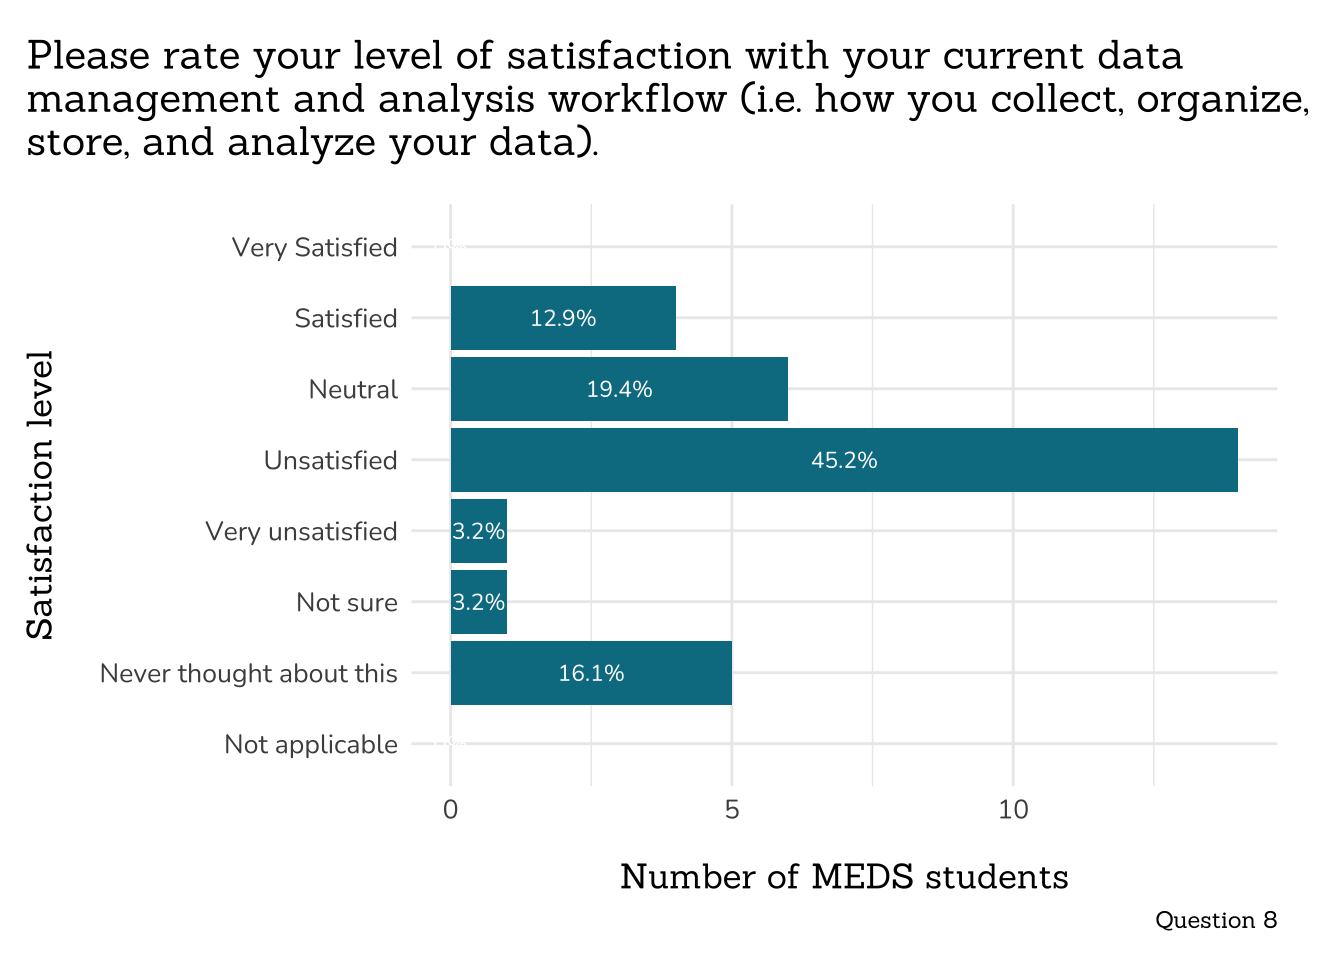 Please rate your level of satisfaction with your current data
management and analysis workflow (i.e. how you collect, organize,
store, and analyze your data).
Satisfaction level
Very Satisfied
Satisfied
12.9%
Neutral
19.4%
Unsatisfied
45.2%
Very unsatisfied
3.2%
Not sure
3.2%
Never thought about this
16.1%
Not applicable
0
5
10
Number of MEDS students
Question 8